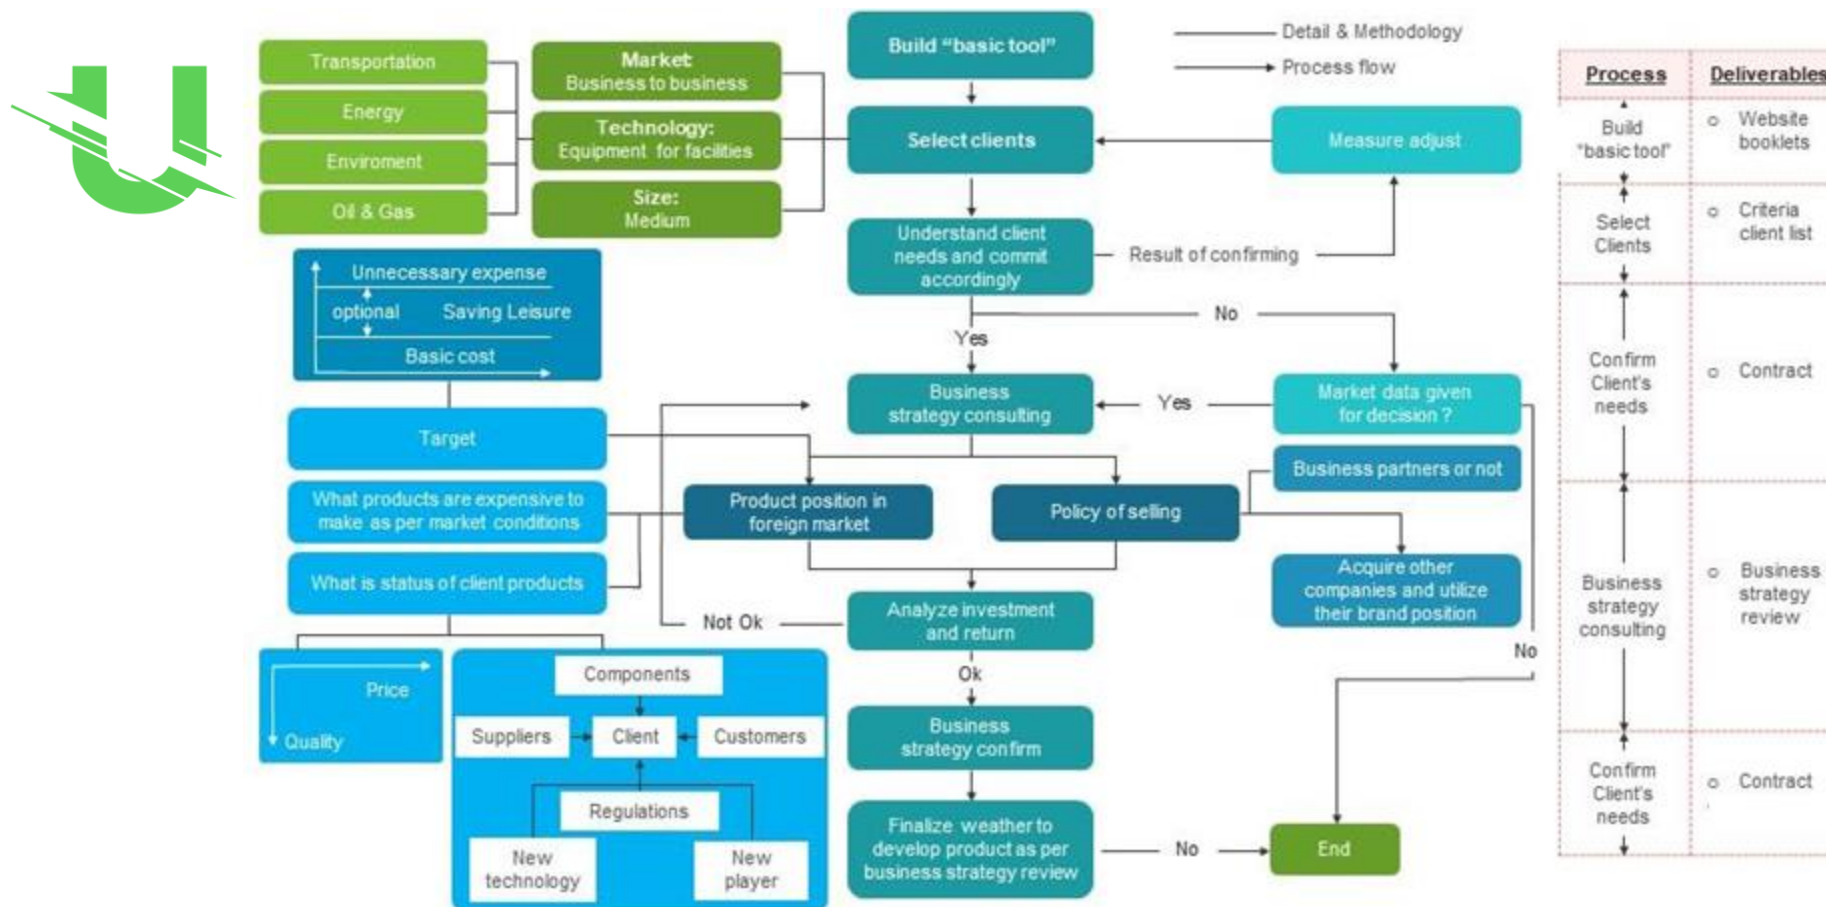 Transportation
Energy
Enviroment
Oil & Gas
Market:
Business to business
Technology:
Equipment for facilities
Size:
Medium
Build “basic tool”
Select clients
Understand client
needs and commit
accordingly
Detail & Methodology
Process flow
Measure adjust
Result of confirming
No
Yes
Unnecessary expense
optional
Saving Leisure
Basic cost
Target
What products are expensive to
make as per market conditions
What is status of client products
Price
Quality
Components
Suppliers
Client
Customers
Regulations
New
technology
New
player
Business
strategy consulting
Yes
Market data given
for decision ?
Business partners or not
Product position in
foreign market
Policy of selling
Acquire other
companies and utilize
their brand position
Not Ok
Analyze investment
and return
Ok
No
Business
strategy confirm
Finalize weather to
develop product as per
business strategy review
No
End
Process
Deliverables
Build
“basic tool”
Website
booklets
Select
Clients
Criteria
client list
Confirm
Client's
needs
Contract
Business
strategy
consulting
Business
strategy
review
Confirm
Client's
needs
Contract